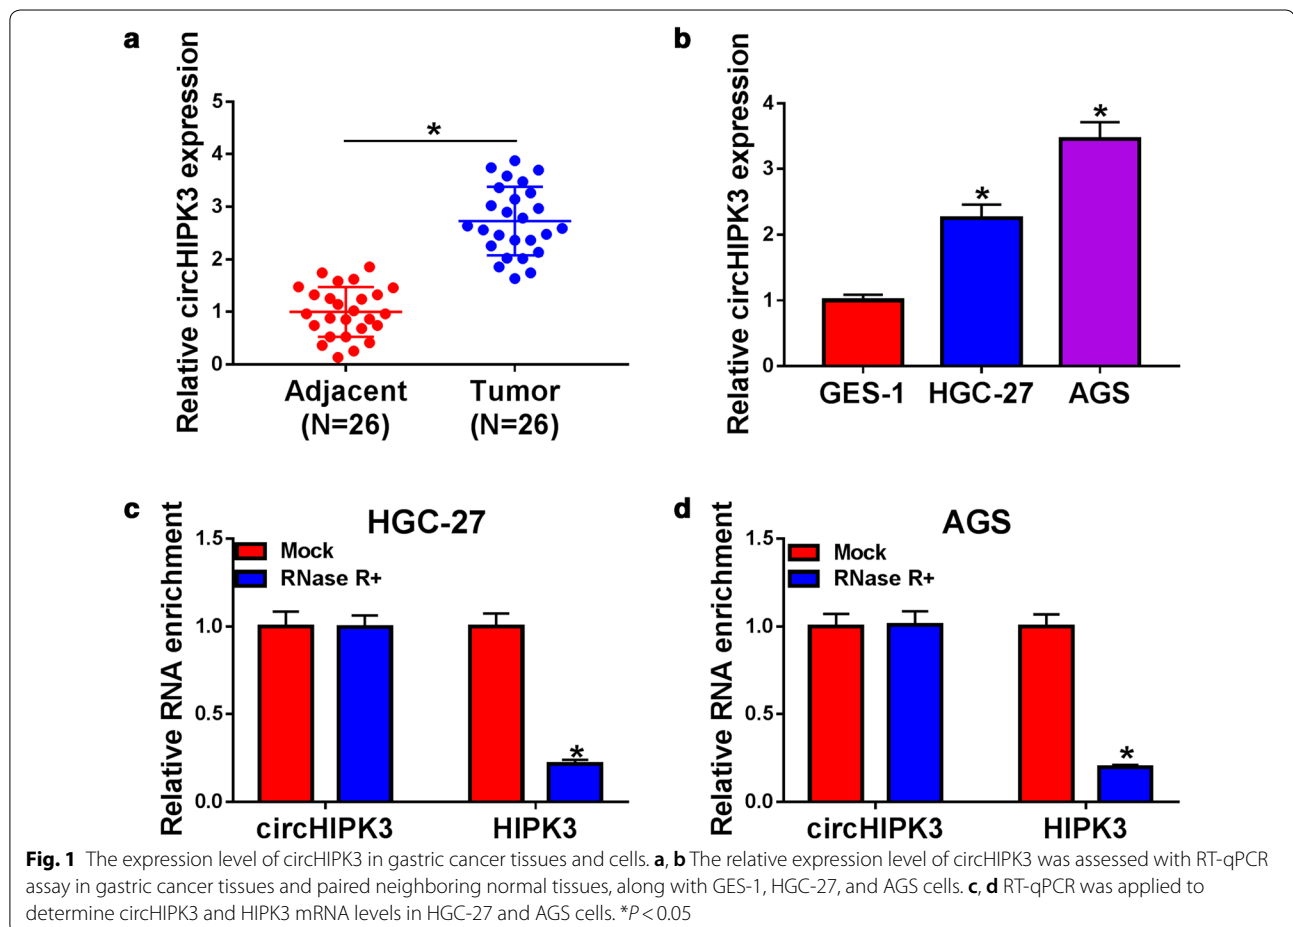 a
Relative circHIPK3 expression
5
4
3
2
1
0
*
Adjacent
(N=26)
Tumor
(N=26)
b
Relative circHIPK3 expression
4
3
2
1
0
*
*
GES-1 HGC-27 AGS
c
HGC-27
Relative RNA enrichment
1.5
1.0
0.5
0.0
Mock
RNase R+
*
circHIPK3 HIPK3
d
AGS
Relative RNA enrichment
1.5
1.0
0.5
0.0
Mock
RNase R+
*
circHIPK3 HIPK3
Fig. 1 The expression level of circHIPK3 in gastric cancer tissues and cells. a, b The relative expression level of circHIPK3 was assessed with RT-qPCR
assay in gastric cancer tissues and paired neighboring normal tissues, along with GES-1, HGC-27, and AGS cells. c, d RT-qPCR was applied to
determine circHIPK3 and HIPK3 mRNA levels in HGC-27 and AGS cells. *P < 0.05